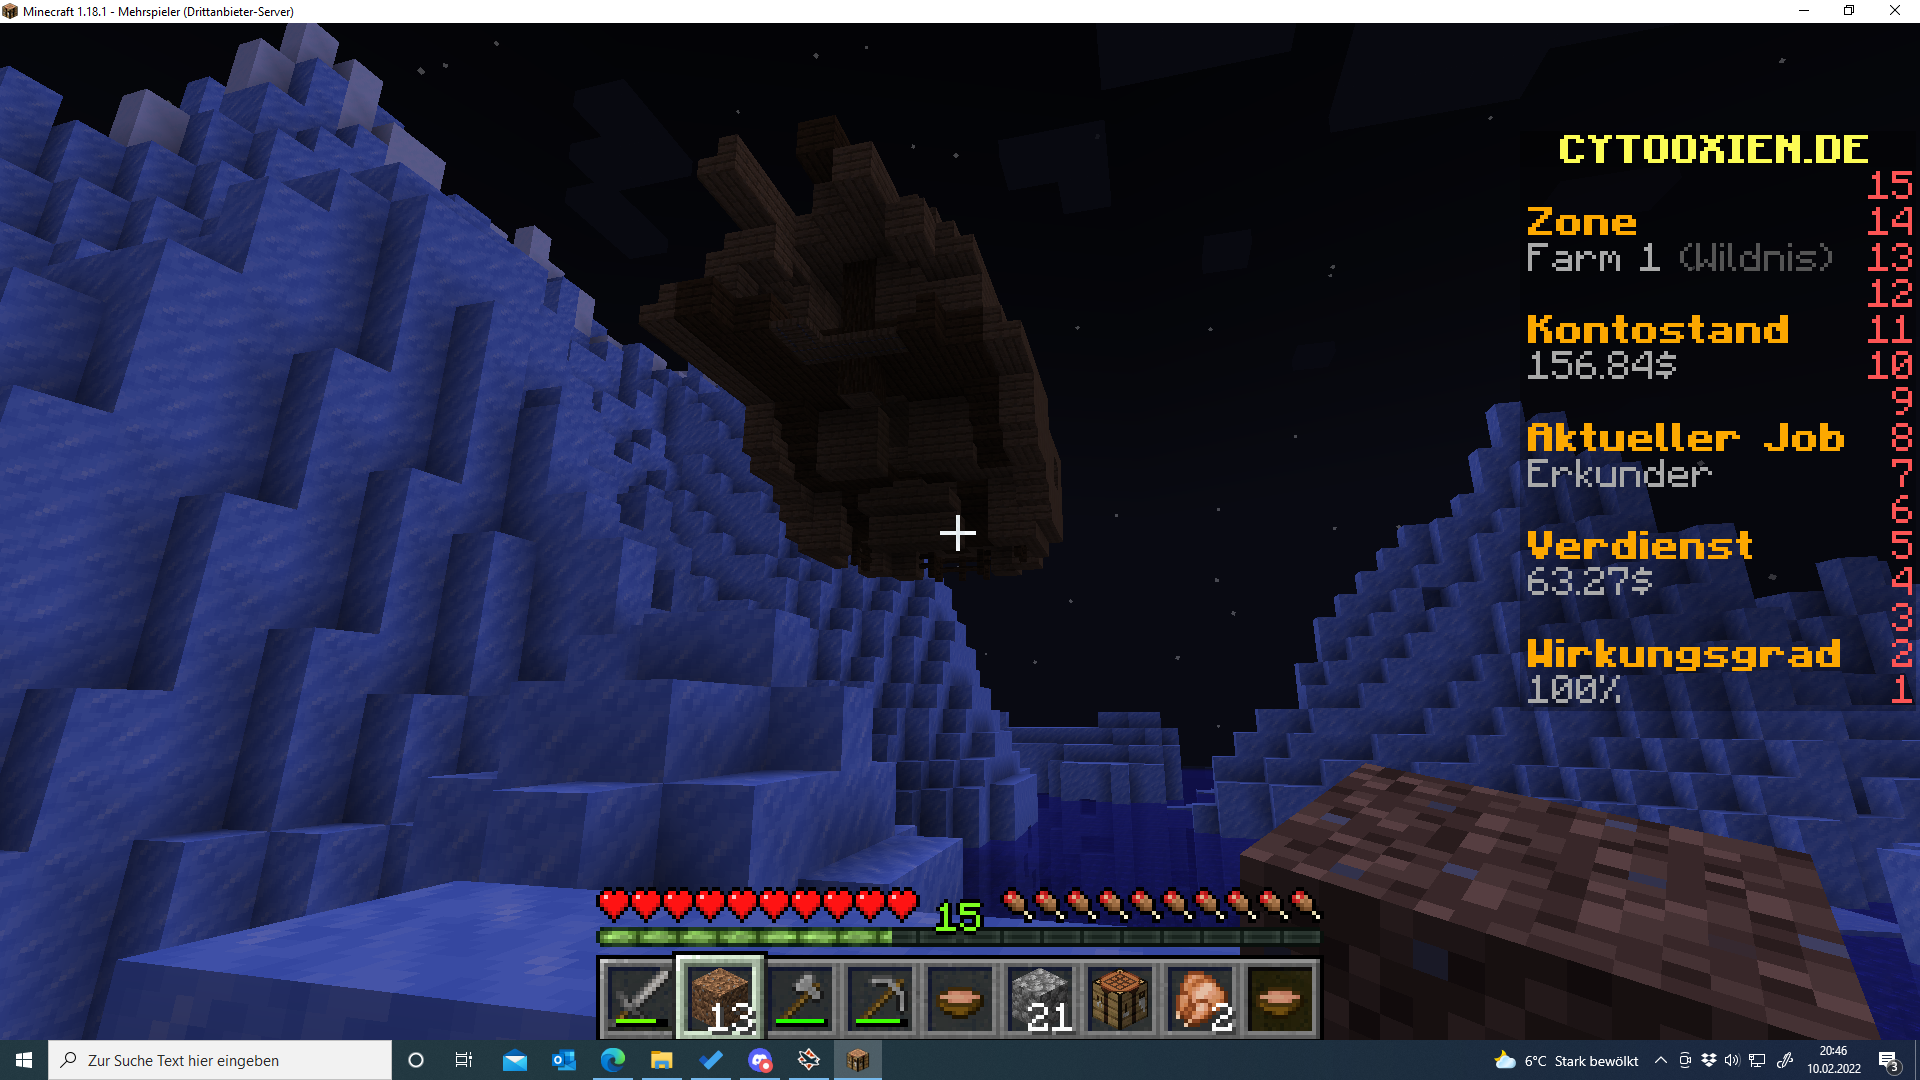 Minecraft 1.18.1 - Mehrspieler (Drittanbieter-Server)
CYTOOXIEN.DE
15
Zone 14
Farm 1 (Wildnis) 13
12
Kontostand 11
156.84$ 10
9
Aktueller Job 8
Erkunder 7
6
Verdienst 5
63.27$ 4
3
Wirkungsgrad 2
100% 1
15
13 21 2
Zur Suche Text hier eingeben
6°C Stark bewölkt
20:46
10.02.2022
3